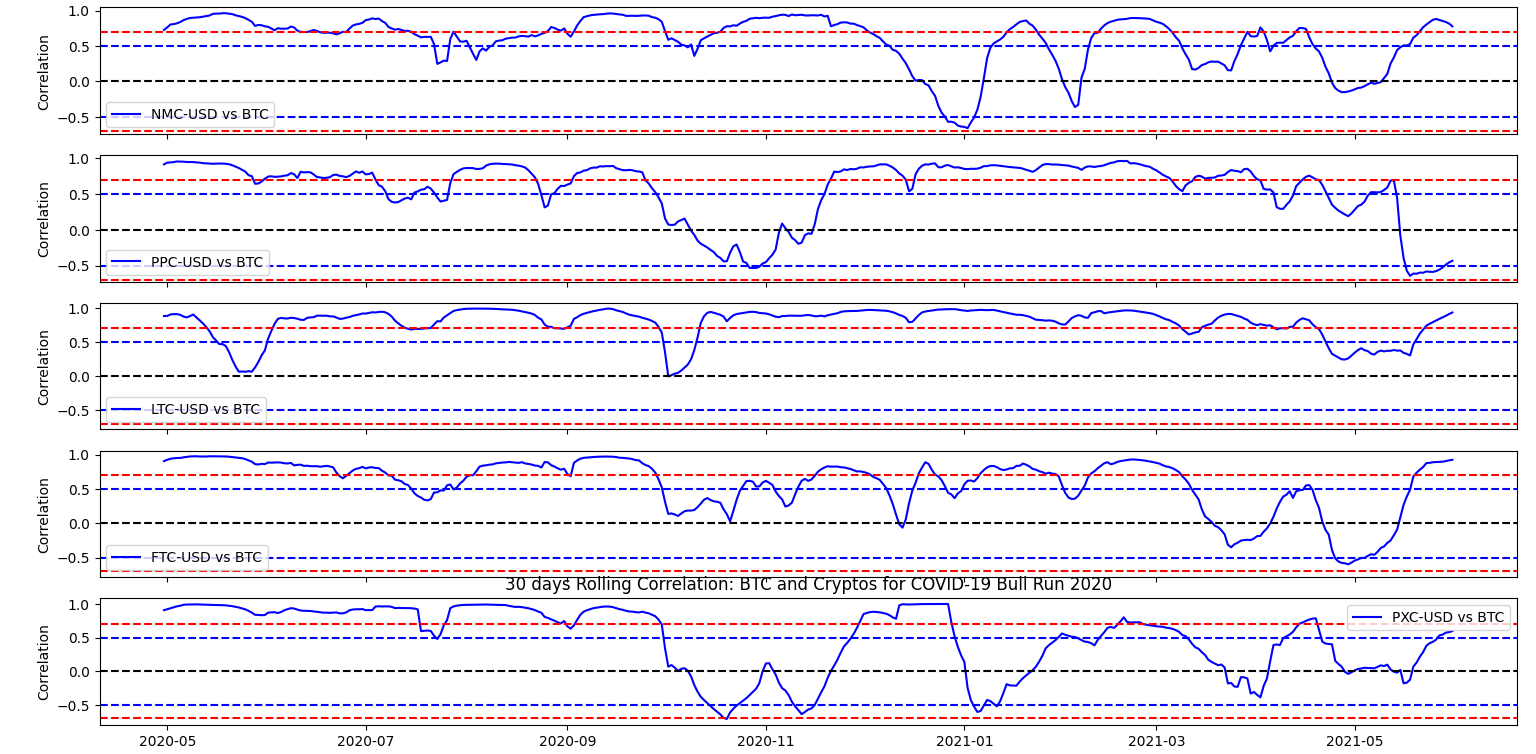 1.0
0.5
0.0
−0.5
Correlation
NMC-USD vs BTC
1.0
0.5
0.0
−0.5
Correlation
PPC-USD vs BTC
1.0
0.5
0.0
−0.5
Correlation
LTC-USD vs BTC
1.0
0.5
0.0
−0.5
Correlation
FTC-USD vs BTC
30 days Rolling Correlation: BTC and Cryptos for COVID-19 Bull Run 2020
1.0
0.5
0.0
−0.5
Correlation
PXC-USD vs BTC
2020-05 2020-07 2020-09 2020-11 2021-01 2021-03 2021-05